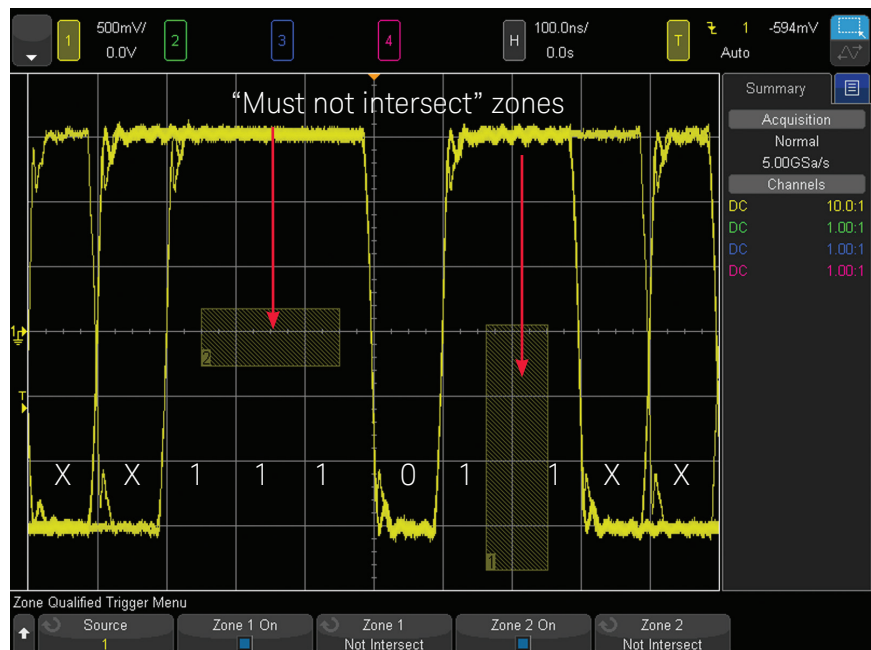 1 500mV/ 2 3 4 H 100.0ns/ T 1 -594mV
0.0V 0.0s Auto
"Must not intersect" zones
Summary
Acquisition
Normal
5.00GSa/s
Channels
DC 10.0:1
DC 1.00:1
DC 1.00:1
DC 1.00:1
1
2
T
X X 1 1 1 0 1 1 X X
1
Zone Qualified Trigger Menu
Source Zone 1 On Zone 1 Zone 2 On Zone 2
1 Not Intersect Not Intersect